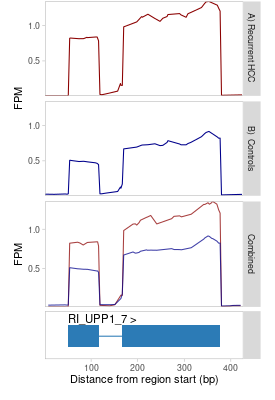 1.0
0.5
A) Recurrent HCC
FPM
1.0
0.5
B) Controls
1.0
0.5
FPM
Combined
RI_UPP1_7 >
100 200 300 400
Distance from region start (bp)